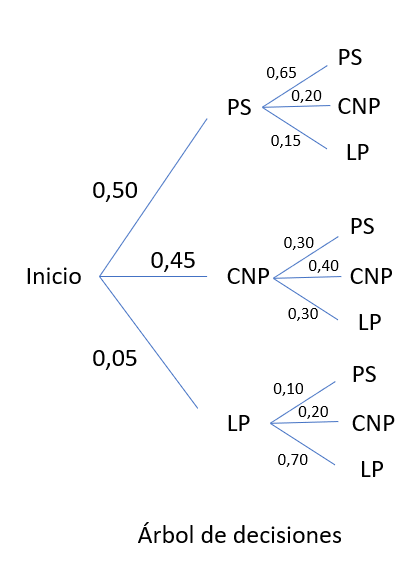 PS
0,65
0,20
PS
CNP
0,15
LP
0,50
PS
0,30
0,45
0,40
Inicio
CNP
CNP
0,30
LP
0,05
PS
0,10
0,20
LP
CNP
0,70
LP
Árbol de decisiones